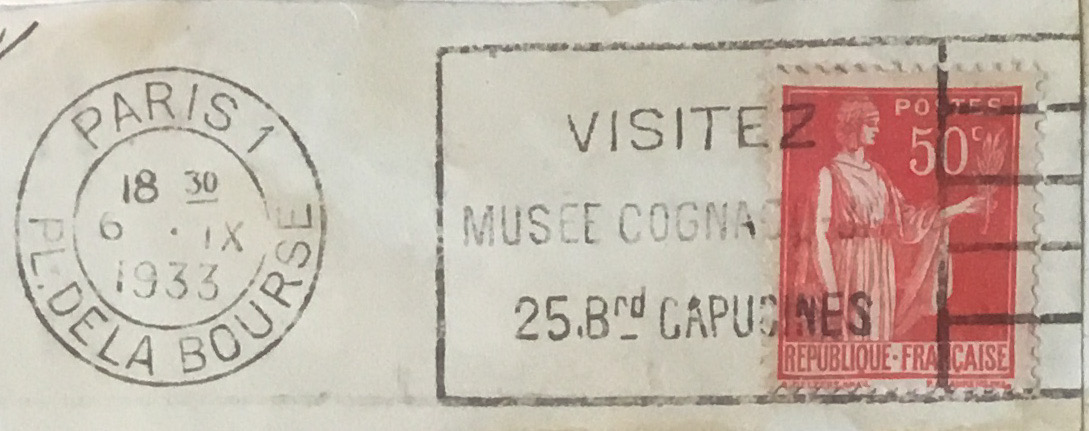 PARIS 1
18 30
6 · IX
1933
PL. DE LA BOURSE
VISITEZ
MUSEE COGNAC
25.Brd CAPUCINES
POSTES
50c
REPUBLIQUE·FRANÇAISE